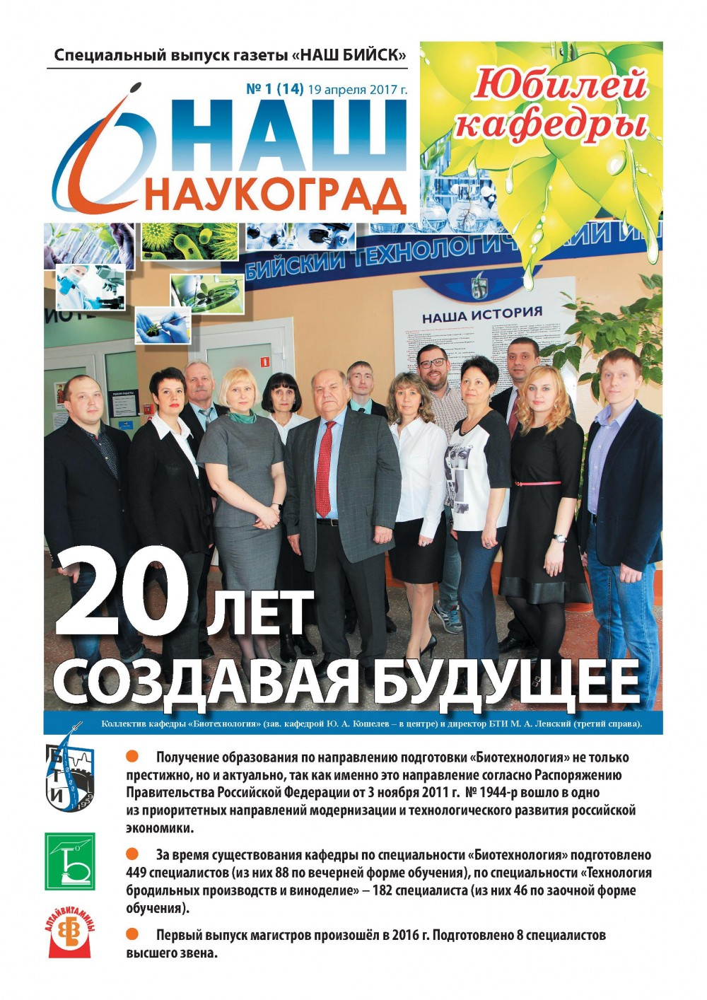 Специальный выпуск газеты «НАШ БИЙСК»
№ 1 (14) 19 апреля 2017 г.
НАШ
НАУКОГРАД
Юбилей
кафедры
БИЙСКИЙ ТЕХНОЛОГИЧЕСКИЙ ИН
БТИ
НАША ИСТОРИЯ
ИОТЕ
20 ЛЕТ
СОЗДАВАЯ БУДУЩЕЕ
Коллектив кафедры «Биотехнология» (зав. кафедрой Ю. А. Кошелев – в центре) и директор БТИ М. А. Ленский (третий справа).
БТИ
1959
Получение образования по направлению подготовки «Биотехнология» не только
престижно, но и актуально, так как именно это направление согласно Распоряжению
Правительства Российской Федерации от 3 ноября 2011 г. № 1944-р вошло в одно
из приоритетных направлений модернизации и технологического развития российской
экономики.
За время существования кафедры по специальности «Биотехнология» подготовлено
449 специалистов (из них 88 по вечерней форме обучения), по специальности «Технология
бродильных производств и виноделие» – 182 специалиста (из них 46 по заочной форме
обучения).
АЛТАЙВИТАМИНЫ
Первый выпуск магистров произошёл в 2016 г. Подготовлено 8 специалистов
высшего звена.